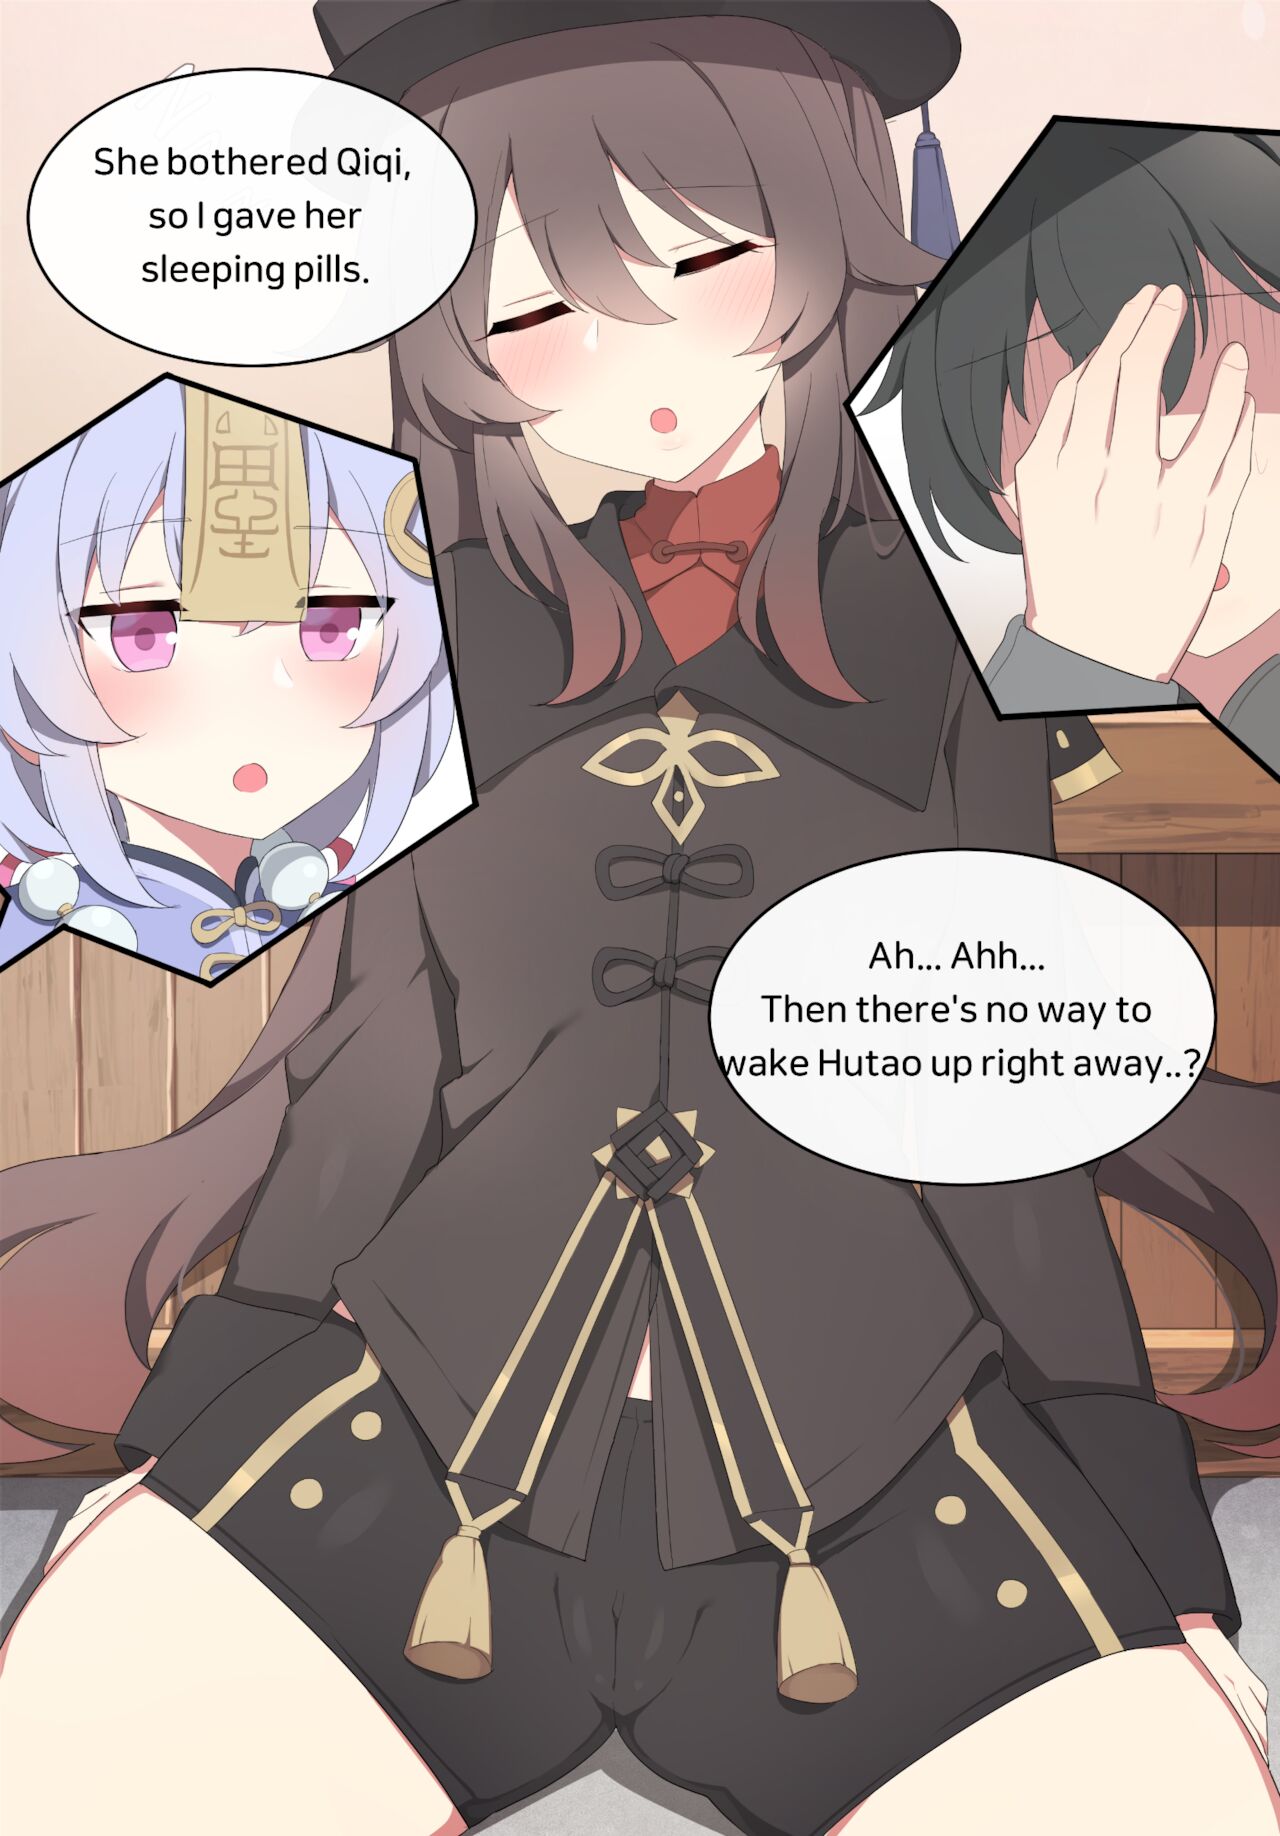 She bothered Qiqi,
so I gave her
sleeping pills.
Ah... Ahh...
Then there's no way to
wake Hutao up right away..?